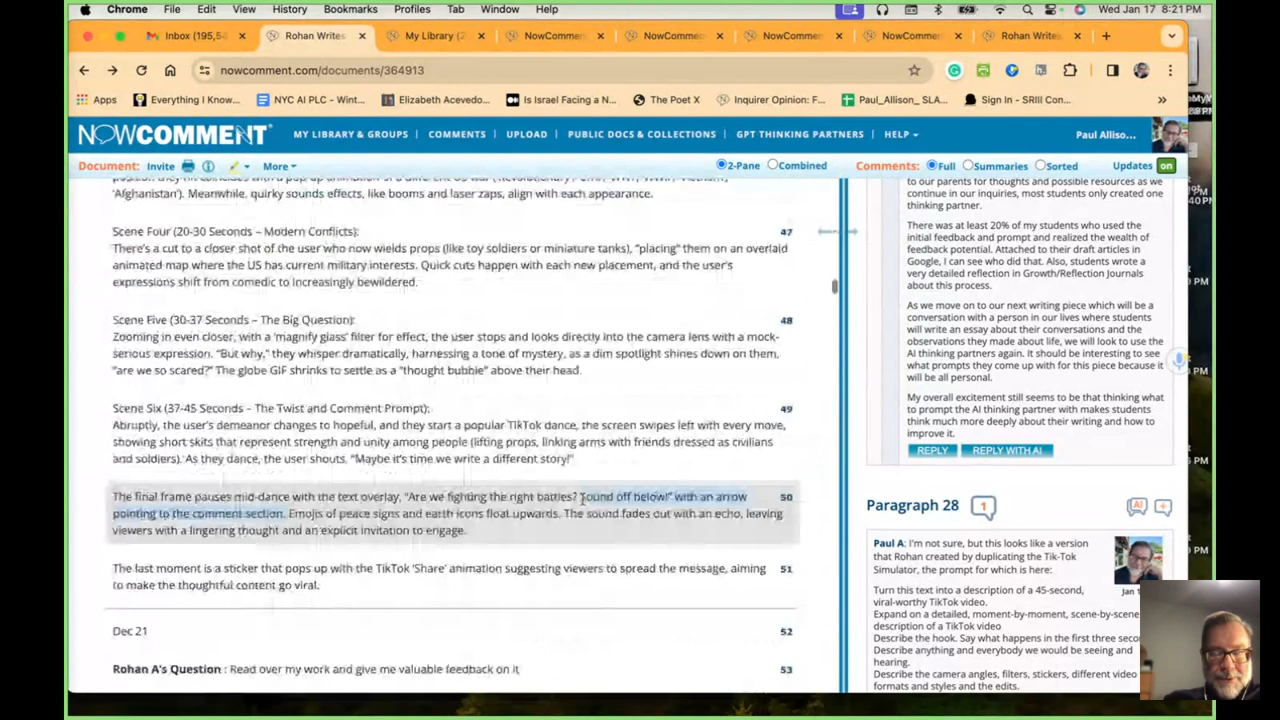 Chrome File Edit View History Bookmarks Profiles Tab Window Help Wed Jan 17 8:21 PM
Inbox (195,54 Rohan Writes My Library (2 NowCommen NowCommen NowCommen NowCommen Rohan Writes
nowcomment.com/documents/364913
Apps Everything I Know... NYC AI PLC - Wint... Elizabeth Acevedo... Is Israel Facing a N... The Poet X Inquirer Opinion: F... Paul_Allison_ SLA... Sign In - SRIII Con... »
NOWCOMMENT MY LIBRARY & GROUPS COMMENTS UPLOAD PUBLIC DOCS & COLLECTIONS GPT THINKING PARTNERS HELP Paul Alliso...
Document: Invite More 2-Pane Combined Comments: Full Summaries Sorted Updates on
'Afghanistan'). Meanwhile, quirky sounds effects, like booms and laser zaps, align with each appearance.
Scene Four (20-30 Seconds – Modern Conflicts): 47
There's a cut to a closer shot of the user who now wields props (like toy soldiers or miniature tanks), "placing" them on an overlaid
animated map where the US has current military interests. Quick cuts happen with each new placement, and the user's
expressions shift from comedic to increasingly bewildered.
Scene Five (30-37 Seconds – The Big Question): 48
Zooming in even closer, with a 'magnify glass' filter for effect, the user stops and looks directly into the camera lens with a mock-
serious expression. "But why," they whisper dramatically, harnessing a tone of mystery, as a dim spotlight shines down on them,
"are we so scared?" The globe GIF shrinks to settle as a "thought bubble" above their head.
Scene Six (37-45 Seconds – The Twist and Comment Prompt): 49
Abruptly, the user's demeanor changes to hopeful, and they start a popular TikTok dance, the screen swipes left with every move,
showing short skits that represent strength and unity among people (lifting props, linking arms with friends dressed as civilians
and soldiers). As they dance, the user shouts, "Maybe it's time we write a different story!"
The final frame pauses mid-dance with the text overlay, "Are we fighting the right battles? Sound off below!" with an arrow 50
pointing to the comment section. Emojis of peace signs and earth icons float upwards. The sound fades out with an echo, leaving
viewers with a lingering thought and an explicit invitation to engage.
The last moment is a sticker that pops up with the TikTok 'Share' animation suggesting viewers to spread the message, aiming 51
to make the thoughtful content go viral.
Dec 21 52
Rohan A's Question : Read over my work and give me valuable feedback on it 53
to our parents for thoughts and possible resources as we
continue in our inquiries, most students only created one
thinking partner.
There was at least 20% of my students who used the
initial feedback and prompt and realized the wealth of
feedback potential. Attached to their draft articles in
Google, I can see who did that. Also, students wrote a
very detailed reflection in Growth/Reflection Journals
about this process.
As we move on to our next writing piece which will be a
conversation with a person in our lives where students
will write an essay about their conversations and the
observations they made about life, we will look to use the
AI thinking partners again. It should be interesting to see
what prompts they come up with for this piece because it
will be all personal.
My overall excitement still seems to be that thinking what
to prompt the AI thinking partner with makes students
think much more deeply about their writing and how to
improve it.
REPLY REPLY WITH AI
Paragraph 28 1 AI +
Paul A: I'm not sure, but this looks like a version
that Rohan created by duplicating the Tik-Tok
Simulator, the prompt for which is here:
Jan 1
Turn this text into a description of a 45-second,
viral-worthy TikTok video.
Expand on a detailed, moment-by-moment, scene-by-scene
description of a TikTok video
Describe the hook. Say what happens in the first three seco
Describe anything and everybody we would be seeing and
hearing.
Describe the camera angles, filters, stickers, different video
formats and styles and the edits.